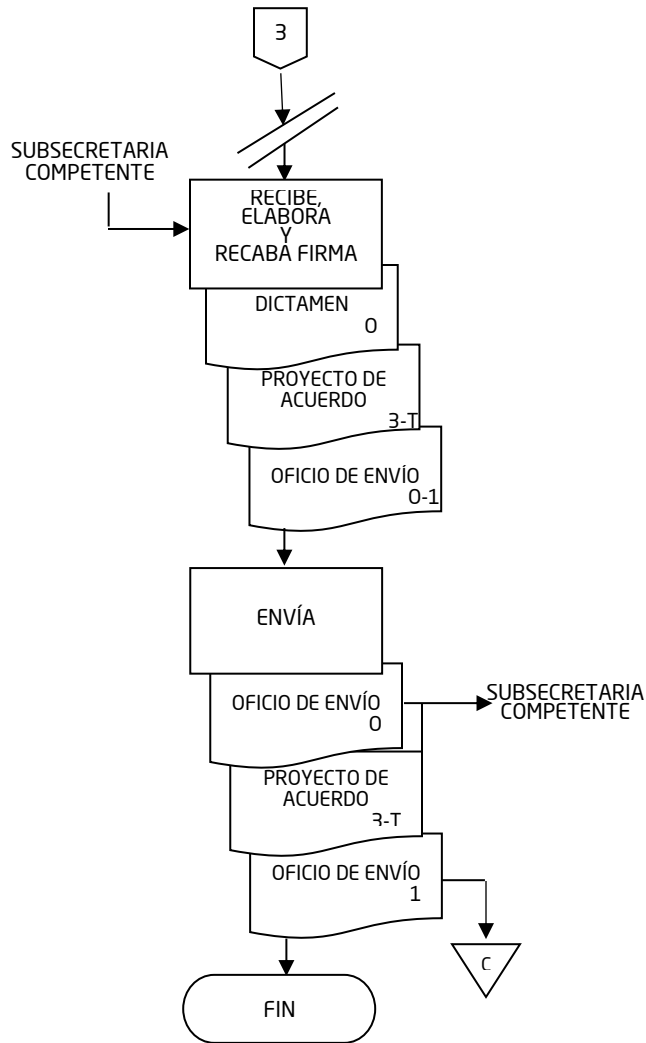 3
SUBSECRETARIA
COMPETENTE
RECIBE,
ELABORA
Y
RECABA FIRMA
DICTAMEN
O
PROYECTO DE
ACUERDO
3-T
OFICIO DE ENVÍO
O-1
ENVÍA
OFICIO DE ENVÍO
O
SUBSECRETARIA
COMPETENTE
PROYECTO DE
ACUERDO
3-T
OFICIO DE ENVÍO
1
C
FIN